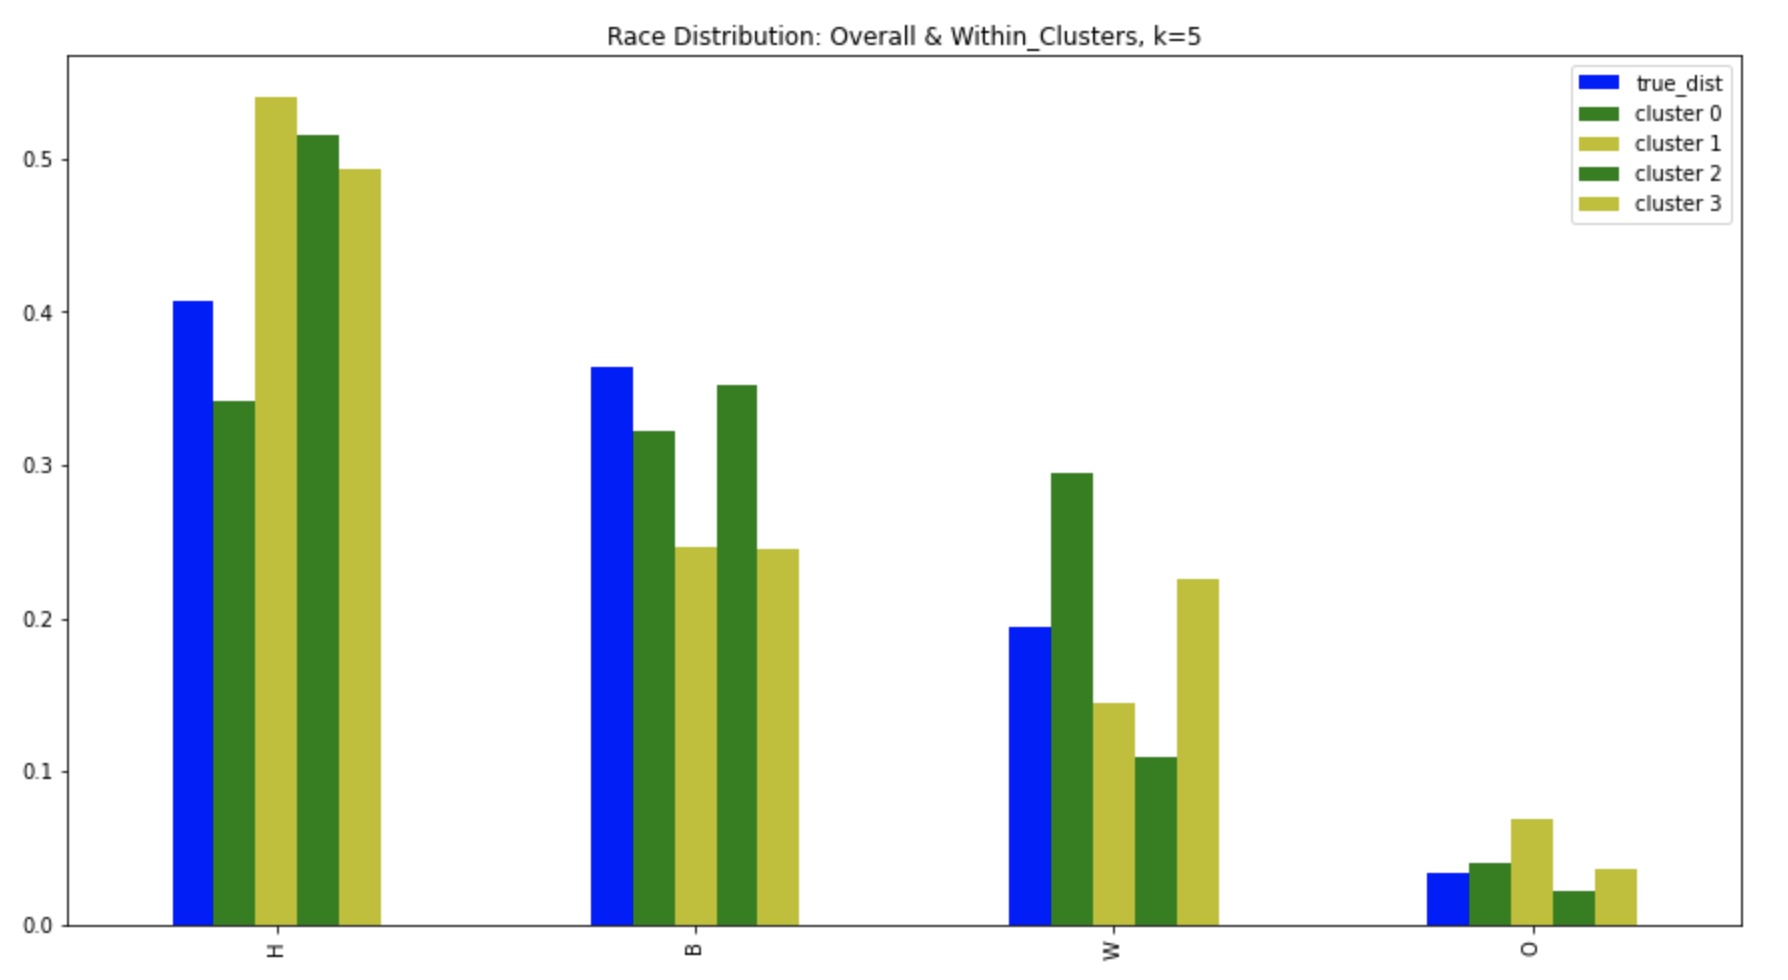 Race Distribution: Overall & Within_Clusters, k=5
true_dist
cluster 0
cluster 1
cluster 2
cluster 3
0.5
0.4
0.3
0.2
0.1
0.0
H
B
W
O